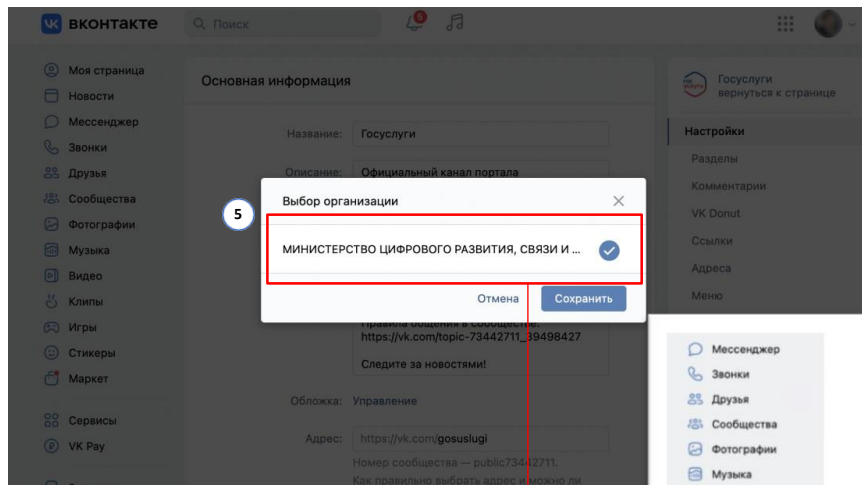 ВКОНТАКТЕ
Поиск
6
Моя страница
Новости
Мессенджер
Звонки
Друзья
Сообщества
Фотографии
Музыка
Видео
Клипы
Игры
Стикеры
Маркет
Сервисы
VK Pay
Основная информация
Название: Госуслуги
Описание: Официальный канал портала
5
Выбор организации
МИНИСТЕРСТВО ЦИФРОВОГО РАЗВИТИЯ, СВЯЗИ И ...
Отмена
Сохранить
Правила общения в сообществе:
https://vk.com/topic-73442711_39498427
Следите за новостями!
Обложка: Управление
Адрес: https://vk.com/gosuslugi
Номер сообщества — public73442711.
Как правильно выбрать адрес и можно ли
Госуслуги
вернуться к странице
Настройки
Разделы
Комментарии
VK Donut
Ссылки
Адреса
Меню
Мессенджер
Звонки
Друзья
Сообщества
Фотографии
Музыка